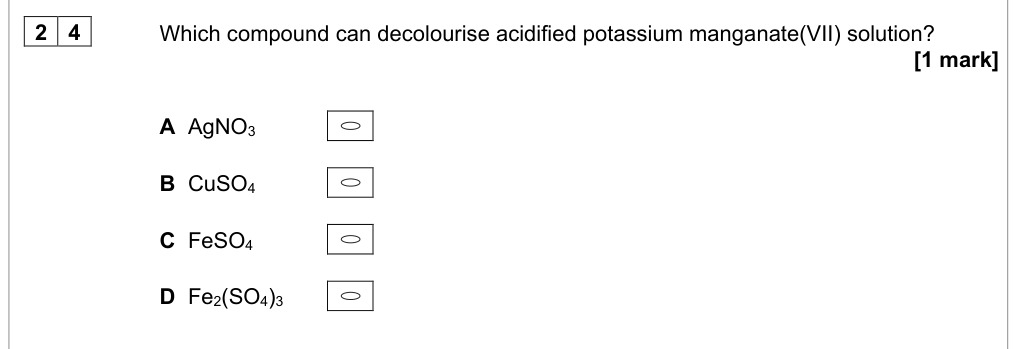 2 4 Which compound can decolourise acidified potassium manganate(VII) solution?
[1 mark]
A AgNO₃
B CuSO₄
C FeSO₄
D Fe₂(SO₄)₃